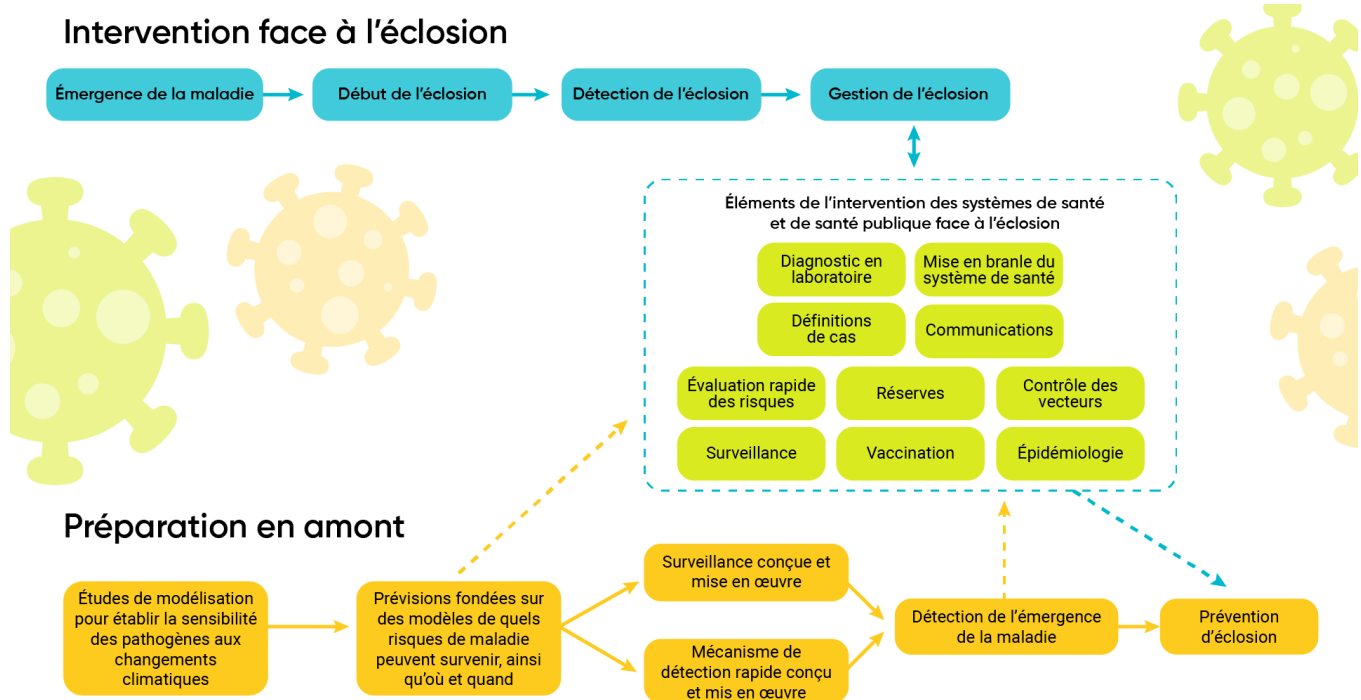 Intervention face à l’éclosion
Émergence de la maladie
Début de l’éclosion
Détection de l’éclosion
Gestion de l’éclosion
Éléments de l’intervention des systèmes de santé
et de santé publique face à l’éclosion
Diagnostic en
laboratoire
Mise en branle du
système de santé
Définitions
de cas
Communications
Évaluation rapide
des risques
Réserves
Contrôle des
vecteurs
Surveillance
Vaccination
Épidémiologie
Préparation en amont
Études de modélisation
pour établir la sensibilité
des pathogènes aux
changements
climatiques
Prévisions fondées sur
des modèles de quels
risques de maladie
peuvent survenir, ainsi
qu’où et quand
Surveillance conçue et
mise en œuvre
Mécanisme de
détection rapide conçu
et mis en œuvre
Détection de l’émergence
de la maladie
Prévention
d’éclosion